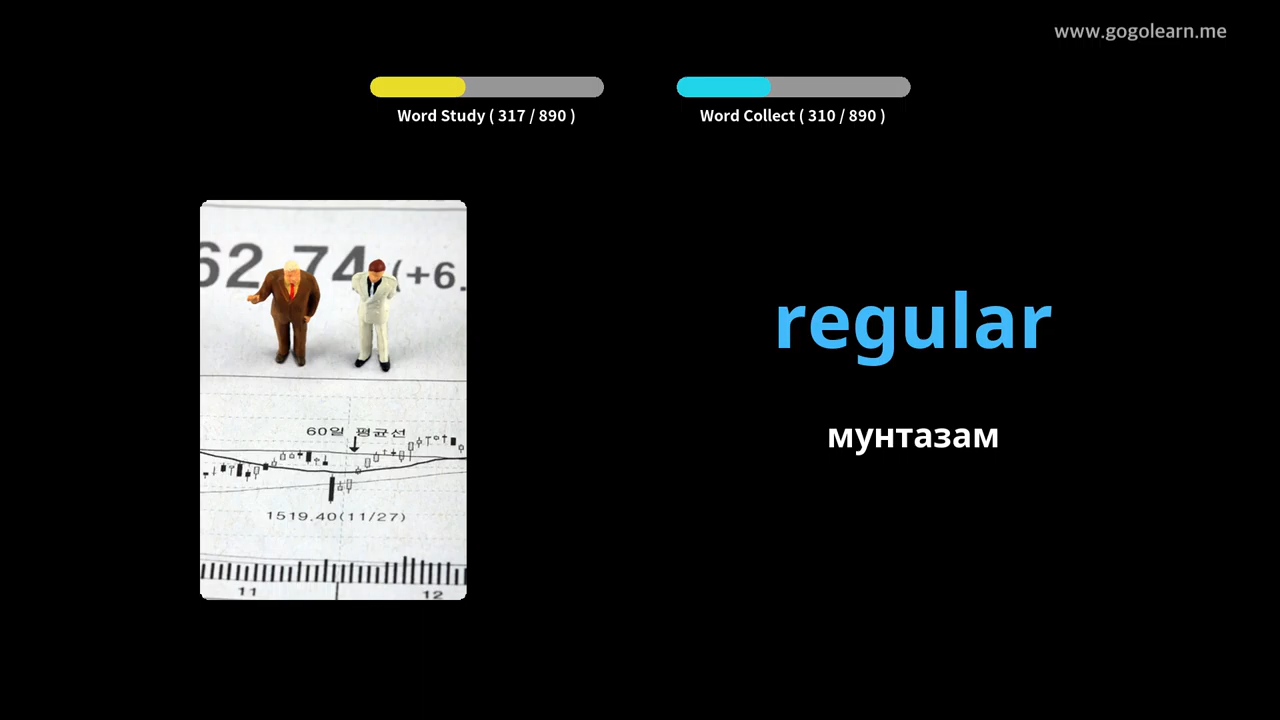 www.gogolearn.me
Word Study ( 317 / 890 )
Word Collect ( 310 / 890 )
62.74 (+6.
60일 평균선
1519.40(11/27)
11
12
regular
мунтазам